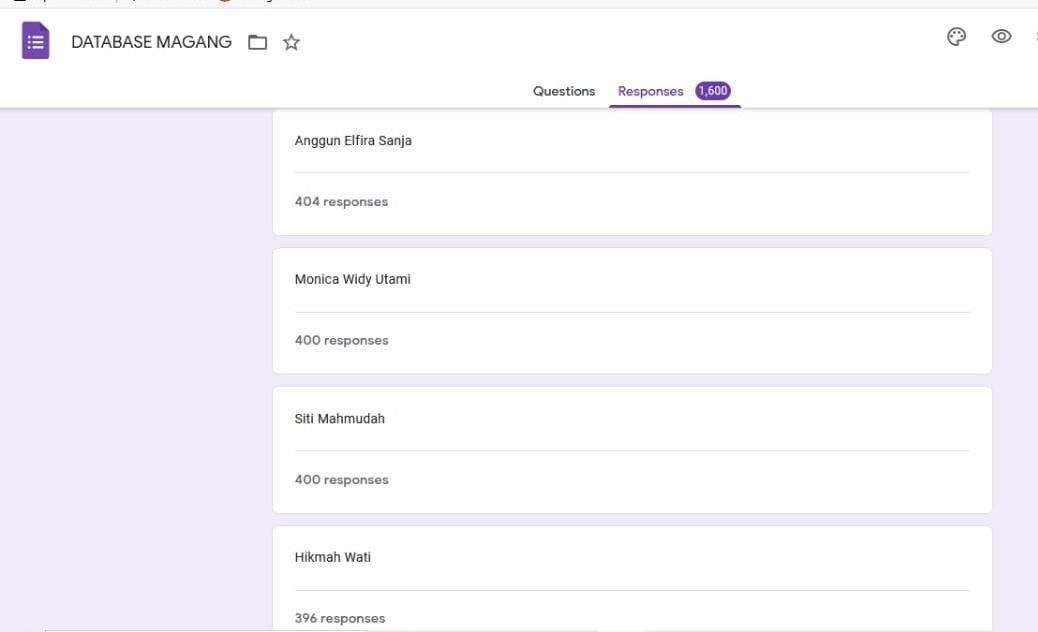 DATABASE MAGANG
Questions Responses 1,600
Anggun Elfira Sanja
404 responses
Monica Widy Utami
400 responses
Siti Mahmudah
400 responses
Hikmah Wati
396 responses